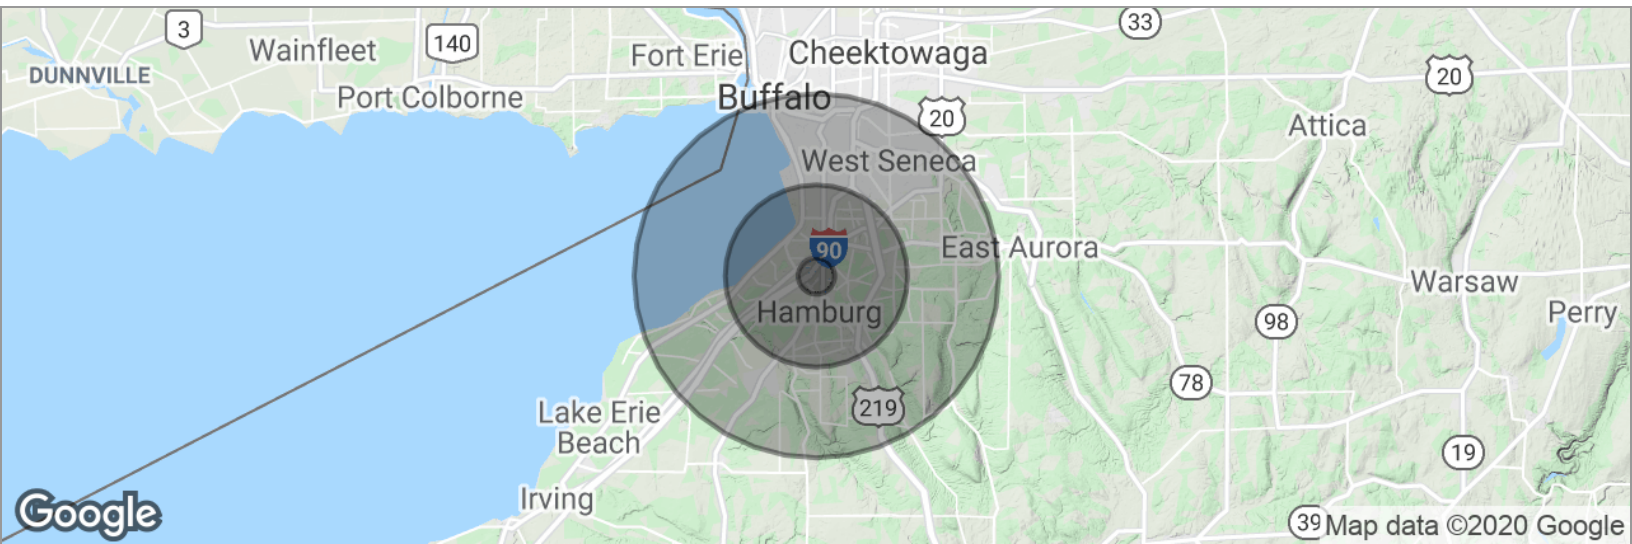 3
33
Wainfleet
140
Fort Erie
Cheektowaga
DUNNVILLE
20
Port Colborne
Buffalo
20
Attica
West Seneca
90
East Aurora
Warsaw
Hamburg
98
Perry
78
219
Lake Erie
Beach
19
Irving
Google
39
Map data ©2020 Google